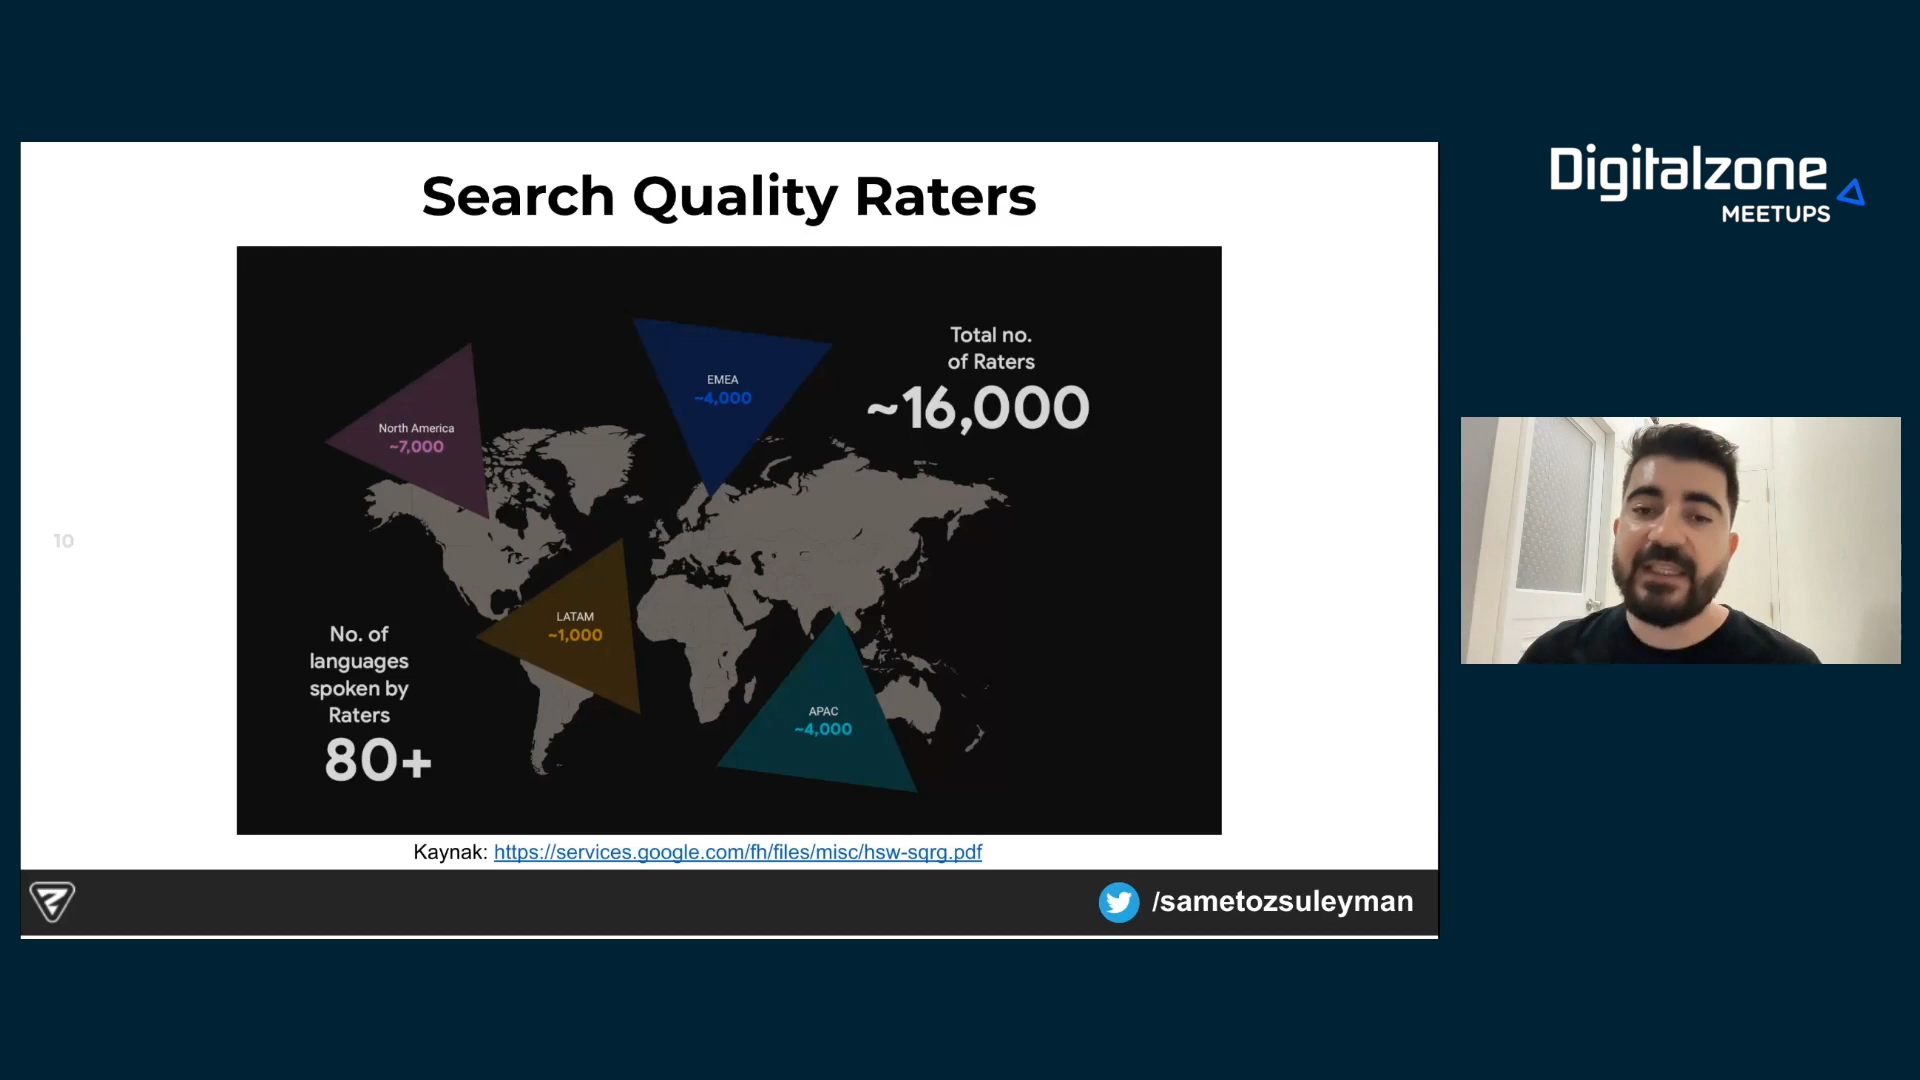 Search Quality Raters
Total no.
of Raters
~16,000
EMEA
~4,000
North America
~7,000
LATAM
~1,000
No. of
languages
spoken by
Raters
80+
APAC
~4,000
10
Kaynak: https://services.google.com/fh/files/misc/hsw-sqrg.pdf
/sametozsuleyman
Digitalzone
MEETUPS